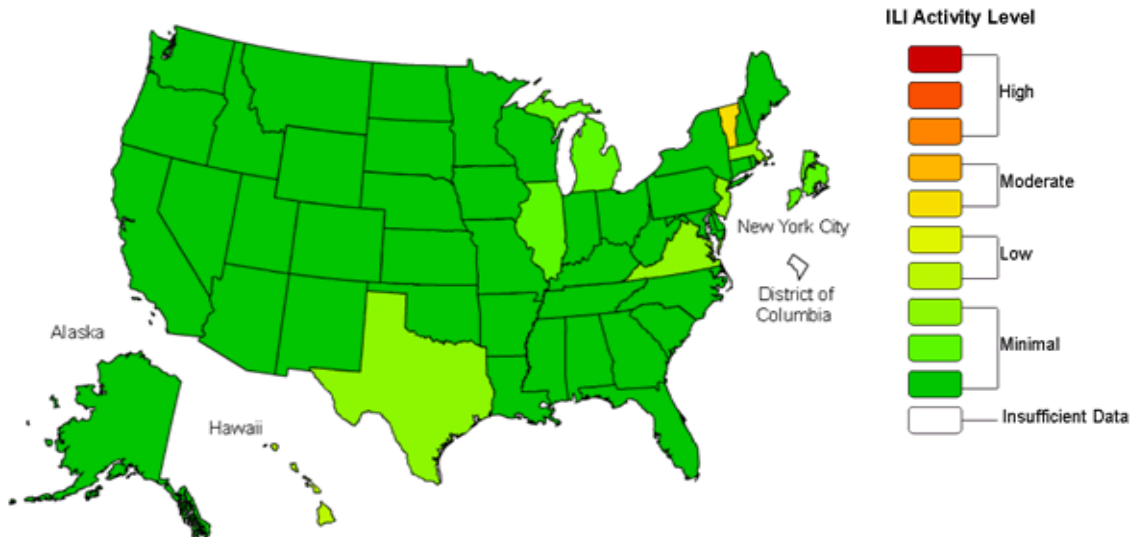 ILI Activity Level
High
Moderate
Low
Minimal
Insufficient Data
New York City
District of
Columbia
Alaska
Hawaii